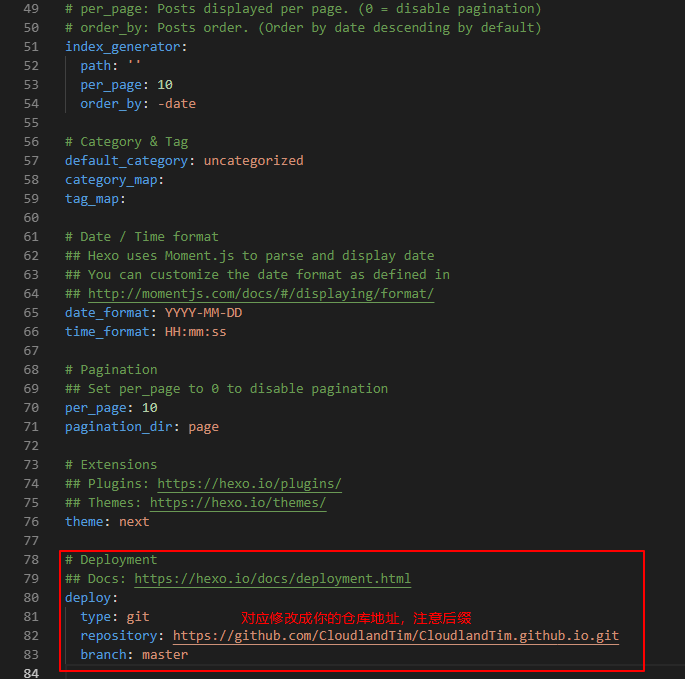 49 # per_page: Posts displayed per page. (0 = disable pagination)
50 # order_by: Posts order. (Order by date descending by default)
51 index_generator:
52   path: ''
53   per_page: 10
54   order_by: -date
55
56 # Category & Tag
57 default_category: uncategorized
58 category_map:
59 tag_map:
60
61 # Date / Time format
62 ## Hexo uses Moment.js to parse and display date
63 ## You can customize the date format as defined in
64 ## http://momentjs.com/docs/#/displaying/format/
65 date_format: YYYY-MM-DD
66 time_format: HH:mm:ss
67
68 # Pagination
69 ## Set per_page to 0 to disable pagination
70 per_page: 10
71 pagination_dir: page
72
73 # Extensions
74 ## Plugins: https://hexo.io/plugins/
75 ## Themes: https://hexo.io/themes/
76 theme: next
77
78 # Deployment
79 ## Docs: https://hexo.io/docs/deployment.html
80 deploy:
81   type: git 对应修改成你的仓库地址，注意后缀
82   repository: https://github.com/CloudlandTim/CloudlandTim.github.io.git
83   branch: master
84